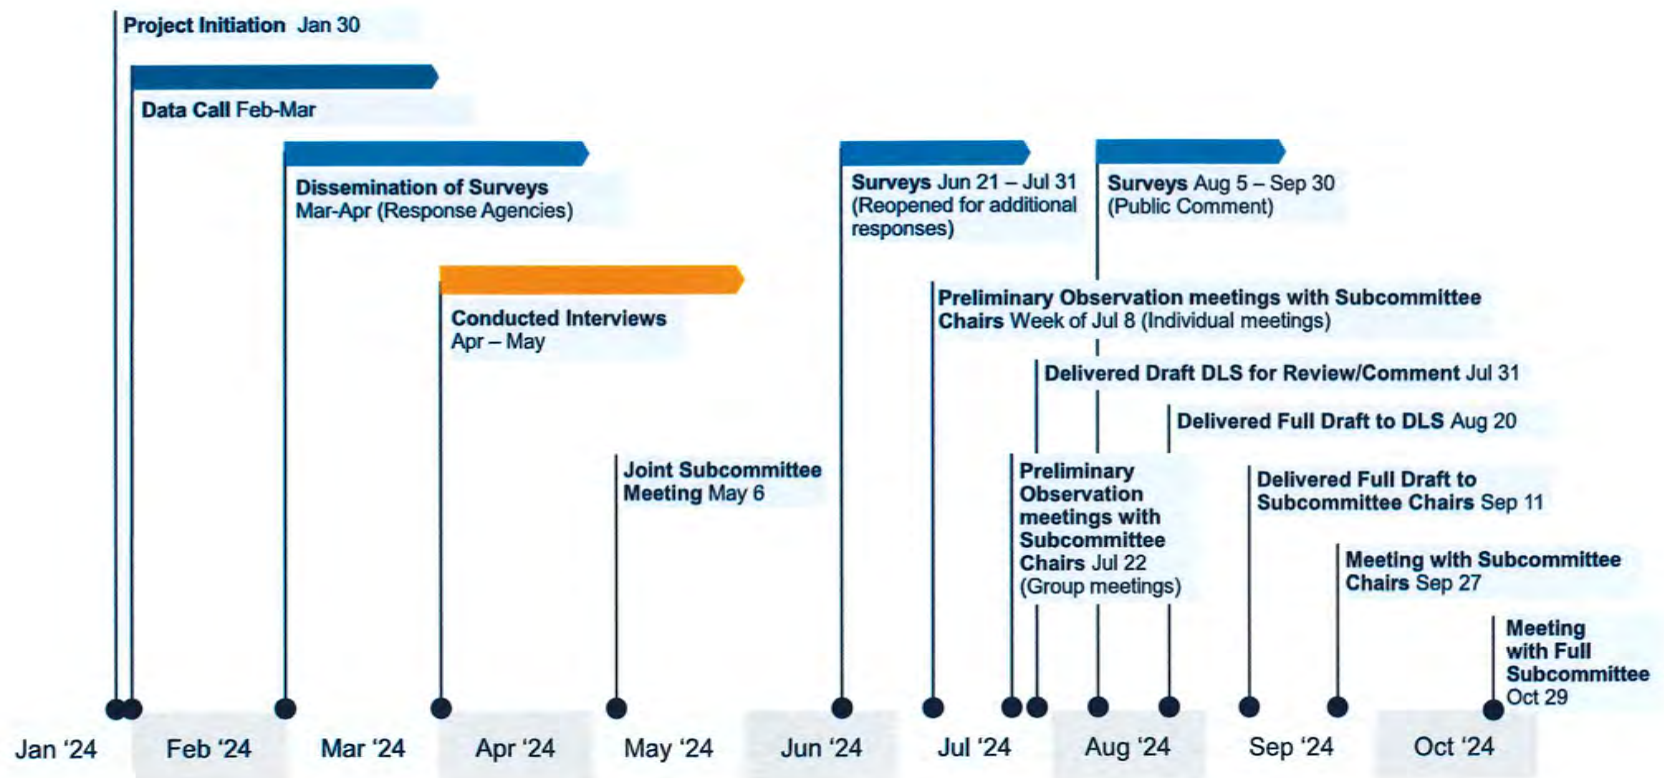 Project Initiation Jan 30
Data Call Feb-Mar
Dissemination of Surveys
Mar-Apr (Response Agencies)
Surveys Jun 21 – Jul 31
(Reopened for additional
responses)
Surveys Aug 5 – Sep 30
(Public Comment)
Conducted Interviews
Apr – May
Preliminary Observation meetings with Subcommittee
Chairs Week of Jul 8 (Individual meetings)
Delivered Draft DLS for Review/Comment Jul 31
Delivered Full Draft to DLS Aug 20
Joint Subcommittee
Meeting May 6
Preliminary
Observation
meetings with
Subcommittee
Chairs Jul 22
(Group meetings)
Delivered Full Draft to
Subcommittee Chairs Sep 11
Meeting with Subcommittee
Chairs Sep 27
Meeting
with Full
Subcommittee
Oct 29
Jan ‘24 Feb ‘24 Mar ‘24 Apr ‘24 May ‘24 Jun ‘24 Jul ‘24 Aug ‘24 Sep ‘24 Oct ‘24